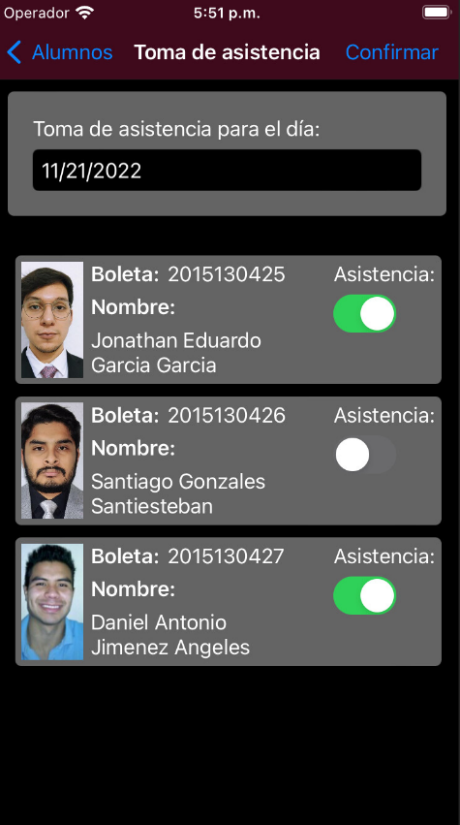 Operador 5:51 p.m.
Alumnos Toma de asistencia Confirmar
Toma de asistencia para el día:
11/21/2022
Boleta: 2015130425 Asistencia:
Nombre:
Jonathan Eduardo
Garcia Garcia
Boleta: 2015130426 Asistencia:
Nombre:
Santiago Gonzales
Santiesteban
Boleta: 2015130427 Asistencia:
Nombre:
Daniel Antonio
Jimenez Angeles